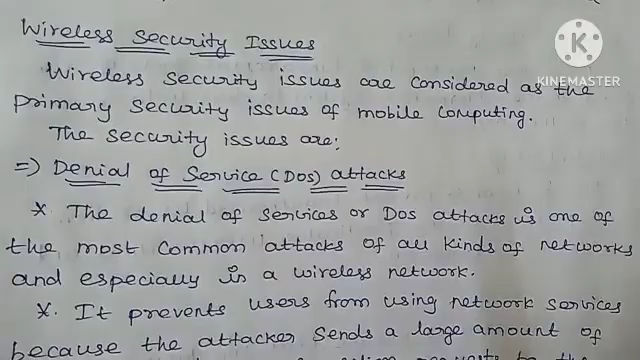 Wireless Security Issues
KINEMASTER
Wireless security issues are considered as the
primary security issues of mobile computing.
The security issues are:
=> Denial of Service (DOS) attacks
* The denial of services or Dos attacks is one of
the most common attacks of all kinds of networks
and especially in a wireless network.
*. It prevents users from using network services
because the attacker sends a large amount of